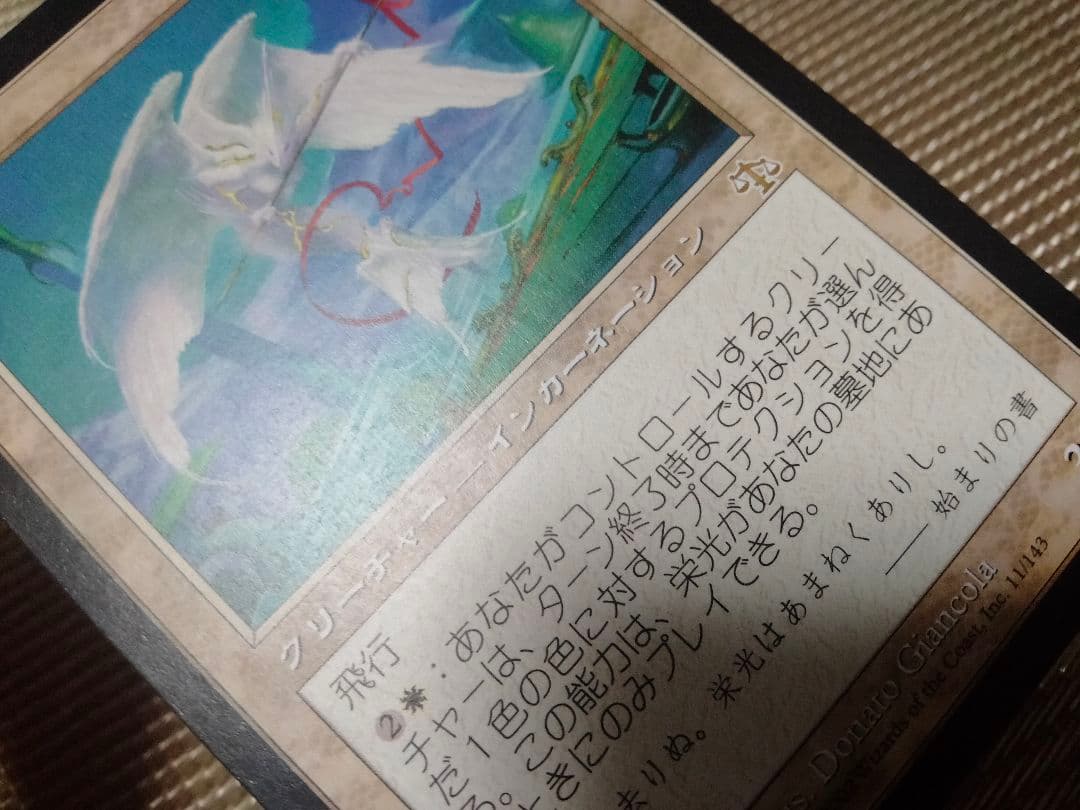 クリーチャー ― インカーネーション
飛行
2 : あなたがコントロールするクリー
チャーは、ターン終了時まであなたが選ん
だ1色の色に対するプロテクションを得
る。この能力は、栄光があなたの墓地にあ
るときにのみプレイできる。
まりぬ。 栄光はあまねくありし。
――始まりの書
Donato Giancola
Wizards of the Coast, Inc. 11/143
2